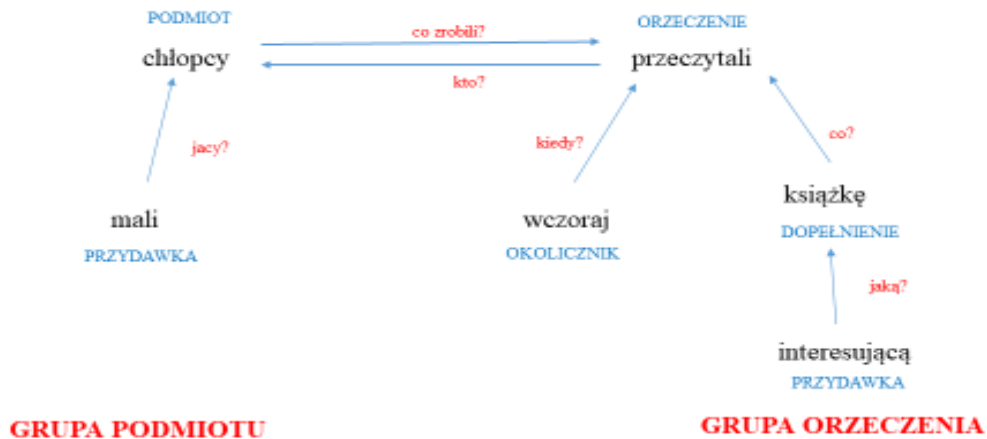 PODMIOT
ORZECZENIE
co zrobili?
chłopcy
przeczytali
kto?
jacy?
kiedy?
co?
mali
wczoraj
książkę
PRZYDAWKA
OKOLICZNIK
DOPEŁNIENIE
jaką?
interesującą
PRZYDAWKA
GRUPA PODMIOTU
GRUPA ORZECZENIA